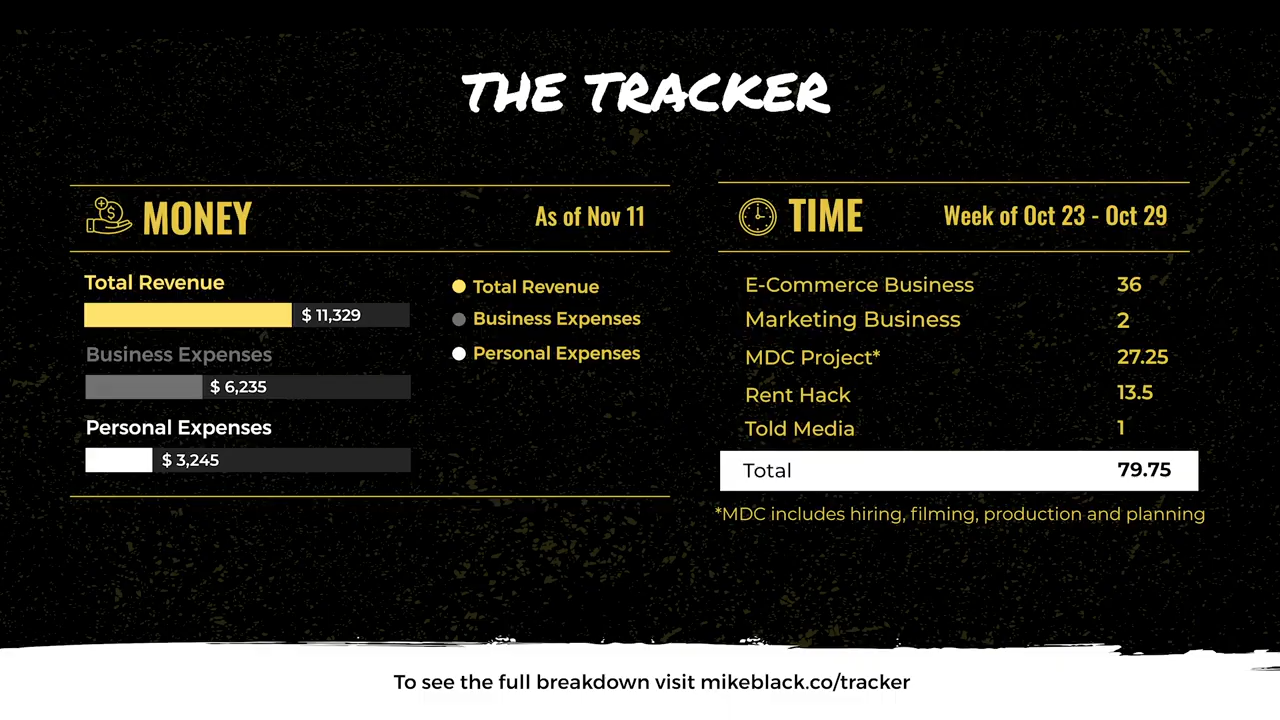 THE TRACKER
MONEY
As of Nov 11
Total Revenue
$ 11,329
Business Expenses
$ 6,235
Personal Expenses
$ 3,245
Total Revenue
Business Expenses
Personal Expenses
TIME
Week of Oct 23 - Oct 29
E-Commerce Business 36
Marketing Business 2
MDC Project* 27.25
Rent Hack 13.5
Told Media 1
Total 79.75
*MDC includes hiring, filming, production and planning
To see the full breakdown visit mikeblack.co/tracker